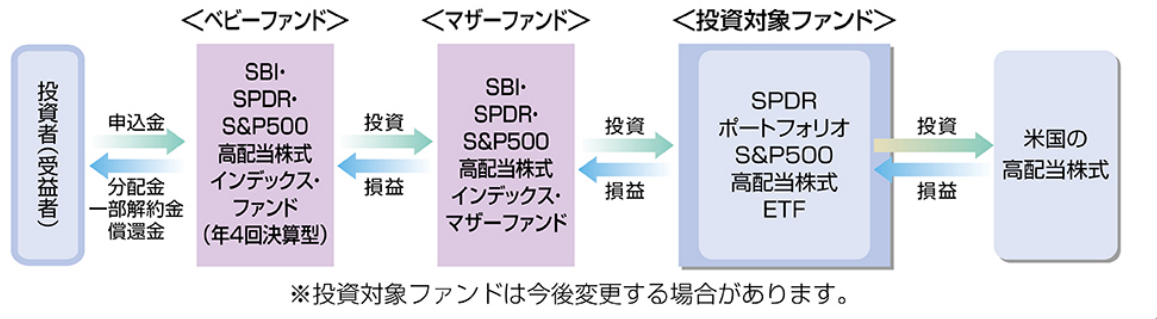 <ベビーファンド>
<マザーファンド>
<投資対象ファンド>
投資者(受益者)
申込金
分配金
一部解約金
償還金
SBI・
SPDR・
S&P500
高配当株式
インデックス・
ファンド
(年4回決算型)
投資
損益
SBI・
SPDR・
S&P500
高配当株式
インデックス・
マザーファンド
投資
損益
SPDR
ポートフォリオ
S&P500
高配当株式
ETF
投資
損益
米国の
高配当株式
※投資対象ファンドは今後変更する場合があります。